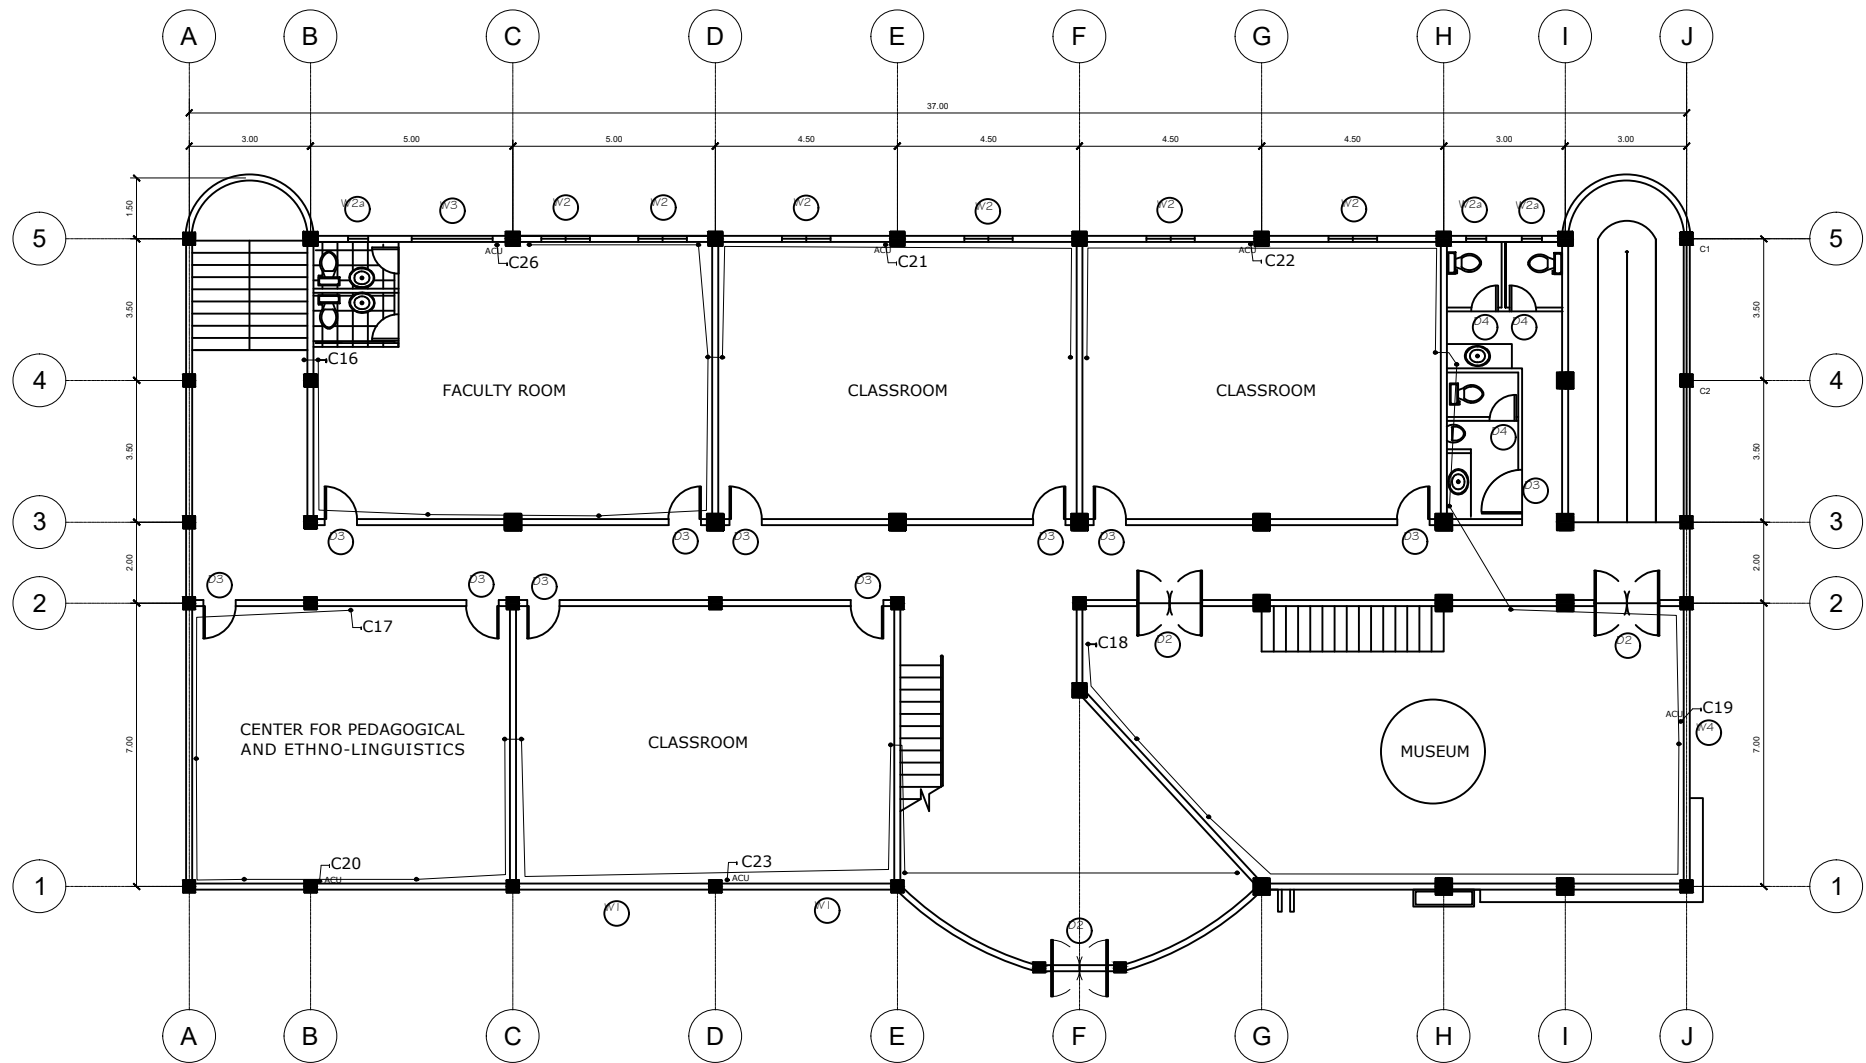 A B C D E F G H I J
37.00
3.00 5.00 5.00 4.50 4.50 4.50 4.50 3.00 3.00
1.50
W2a W3 W2 W2 W2 W2 W2 W2 W2a W2a
5 5
ACU ACU ACU C1
C26 C21 C22
3.50 3.50
D4 D4
C16
4 4
FACULTY ROOM CLASSROOM CLASSROOM C2
D4
3.50 3.50
D3
3 3
D3 D3 D3 D3 D3 D3
2.00 2.00
D3 D3 D3 D3
2 2
C17
C18 D2 D2
C19
ACU
W4
7.00 7.00
CENTER FOR PEDAGOGICAL
AND ETHNO-LINGUISTICS
CLASSROOM
MUSEUM
C20 C23
ACU ACU
1 1
W1 W1
D2
A B C D E F G H I J